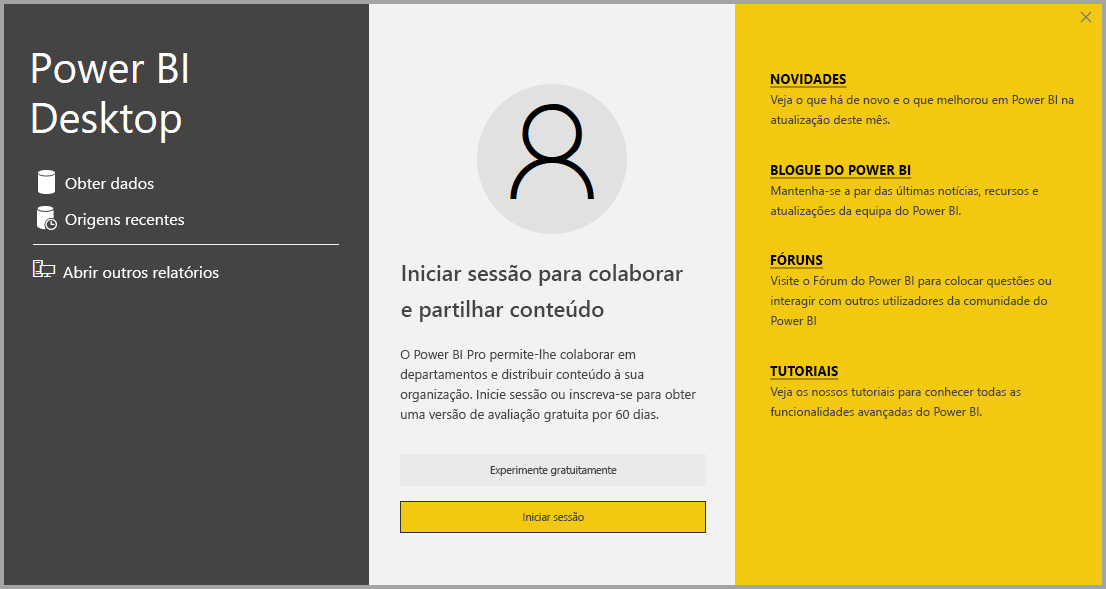 Power BI
Desktop
Obter dados
Origens recentes
Abrir outros relatórios
Iniciar sessão para colaborar
e partilhar conteúdo
O Power BI Pro permite-lhe colaborar em
departamentos e distribuir conteúdo à sua
organização. Inicie sessão ou inscreva-se para obter
uma versão de avaliação gratuita por 60 dias.
Experimente gratuitamente
Iniciar sessão
NOVIDADES
Veja o que há de novo e o que melhorou em Power BI na
atualização deste mês.
BLOGUE DO POWER BI
Mantenha-se a par das últimas notícias, recursos e
atualizações da equipa do Power BI.
FÓRUNS
Visite o Fórum do Power BI para colocar questões ou
interagir com outros utilizadores da comunidade do
Power BI
TUTORIAIS
Veja os nossos tutoriais para conhecer todas as
funcionalidades avançadas do Power BI.